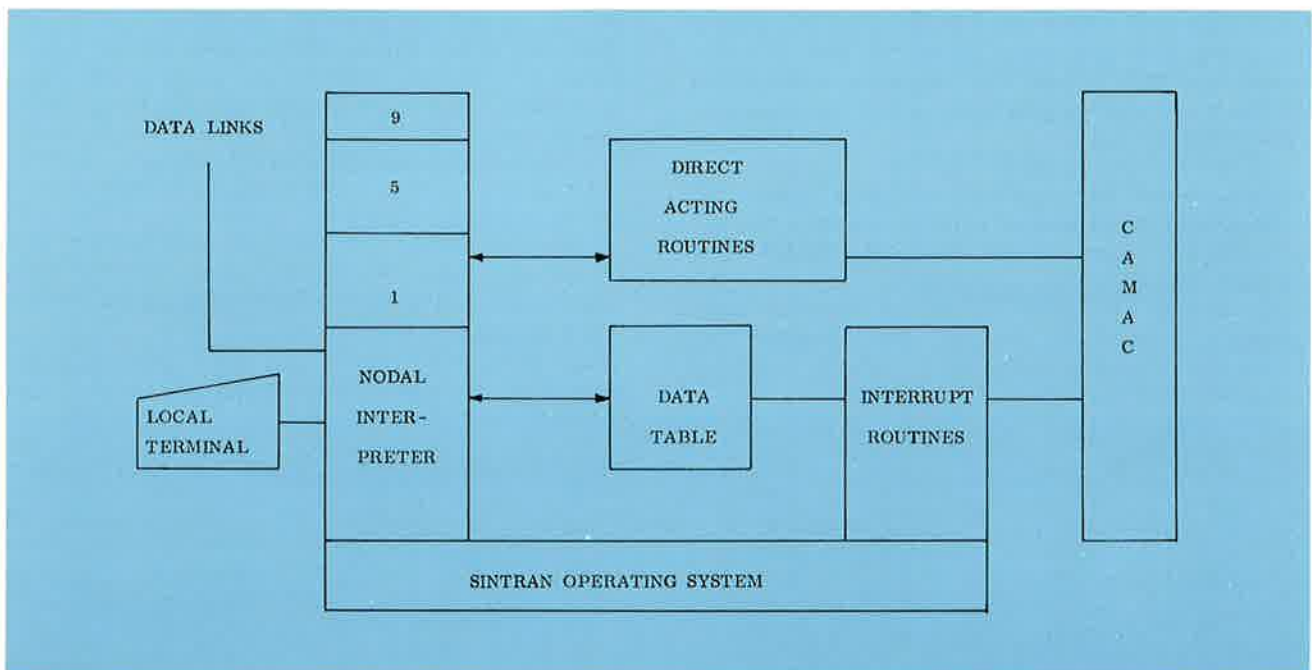 DATA LINKS
9
5
1
NODAL
INTER-
PRETER
LOCAL
TERMINAL
DIRECT
ACTING
ROUTINES
DATA
TABLE
INTERRUPT
ROUTINES
C
A
M
A
C
SINTRAN OPERATING SYSTEM